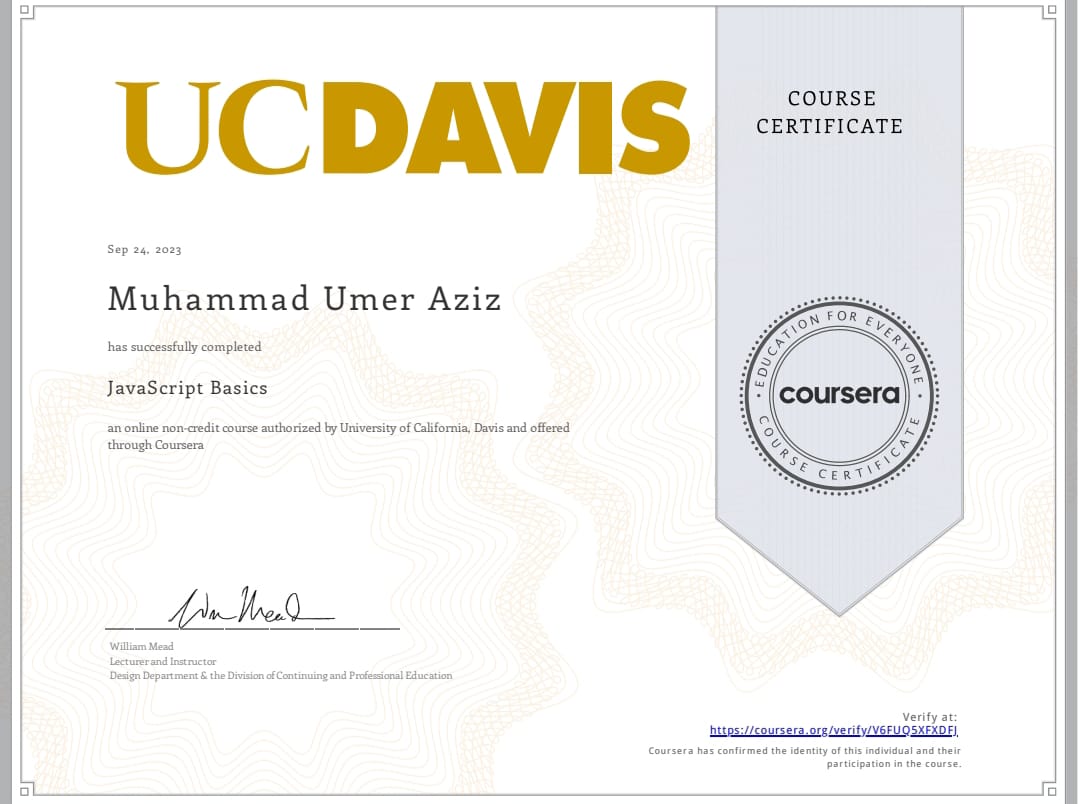 UCDAVIS
COURSE
CERTIFICATE
Sep 24, 2023
Muhammad Umer Aziz
has successfully completed
JavaScript Basics
an online non-credit course authorized by University of California, Davis and offered
through Coursera
EDUCATION FOR EVERYONE
coursera
COURSE CERTIFICATE
William Mead
Lecturer and Instructor
Design Department & the Division of Continuing and Professional Education
Verify at:
https://coursera.org/verify/V6FUQ5XFXDFJ
Coursera has confirmed the identity of this individual and their
participation in the course.